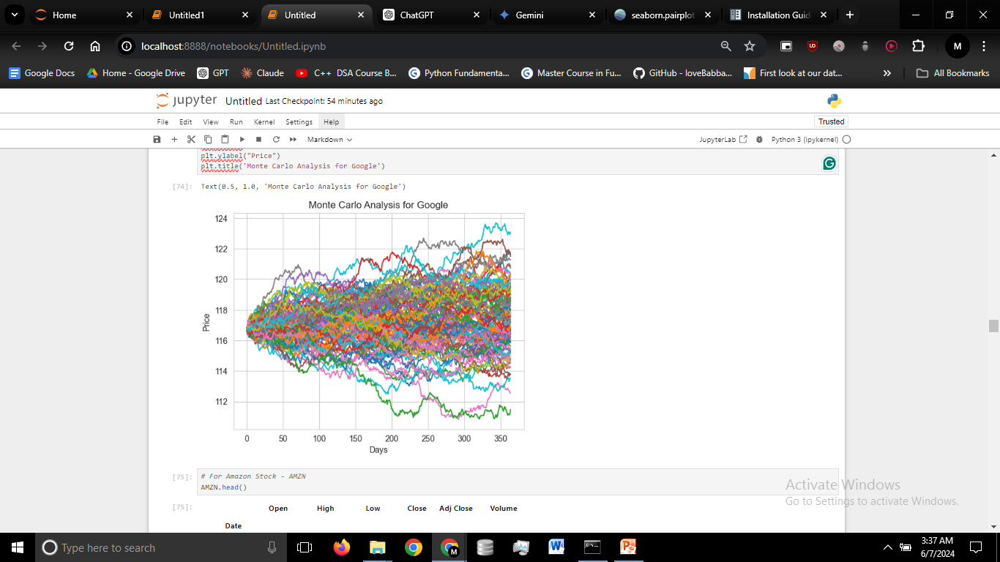 Home
Untitled1
Untitled
ChatGPT
Gemini
seaborn.pairplot
Installation Guid
localhost:8888/notebooks/Untitled.ipynb
M
Google Docs
Home - Google Drive
GPT
Claude
C++ DSA Course B...
Python Fundamenta...
Master Course in Fu...
GitHub - loveBabba...
First look at our dat...
»
All Bookmarks
jupyter Untitled Last Checkpoint: 54 minutes ago
File Edit View Run Kernel Settings Help
Trusted
Markdown
JupyterLab
Python 3 (ipykernel)
plt.ylabel("Price")
plt.title('Monte Carlo Analysis for Google')
[74]: Text(0.5, 1.0, 'Monte Carlo Analysis for Google')
Monte Carlo Analysis for Google
124
122
120
118
116
114
112
Price
0 50 100 150 200 250 300 350
Days
[75]: # For Amazon Stock - AMZN
AMZN.head()
[75]: Open High Low Close Adj Close Volume
Date
Activate Windows
Go to Settings to activate Windows.
Type here to search
3:37 AM
6/7/2024